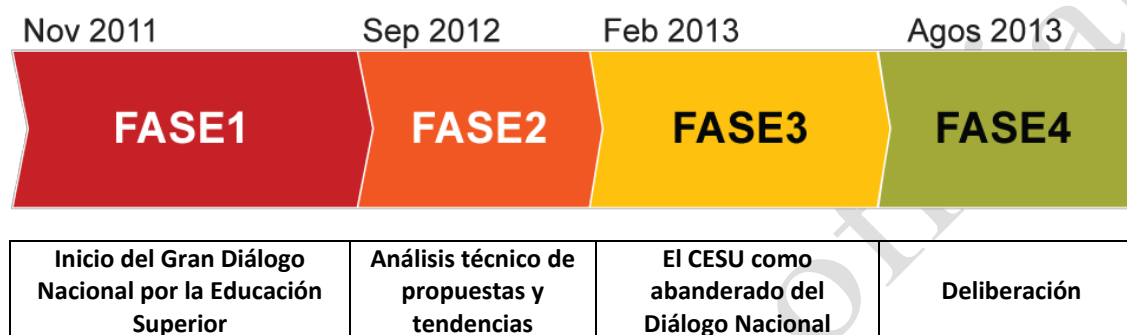 Nov 2011 Sep 2012 Feb 2013 Agos 2013
FASE1 FASE2 FASE3 FASE4
Inicio del Gran Diálogo
Nacional por la Educación
Superior
Análisis técnico de
propuestas y
tendencias
El CESU como
abanderado del
Diálogo Nacional
Deliberación